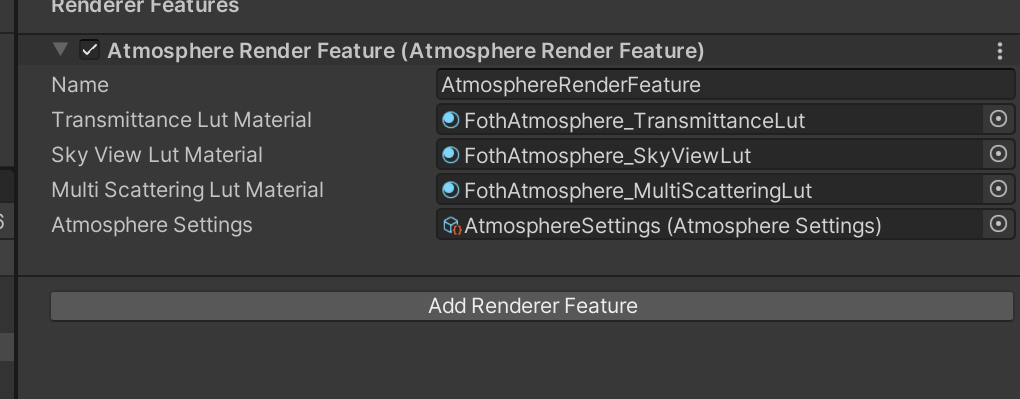 Renderer Features
Atmosphere Render Feature (Atmosphere Render Feature)
Name AtmosphereRenderFeature
Transmittance Lut Material FothAtmosphere_TransmittanceLut
Sky View Lut Material FothAtmosphere_SkyViewLut
Multi Scattering Lut Material FothAtmosphere_MultiScatteringLut
6
Atmosphere Settings AtmosphereSettings (Atmosphere Settings)
Add Renderer Feature